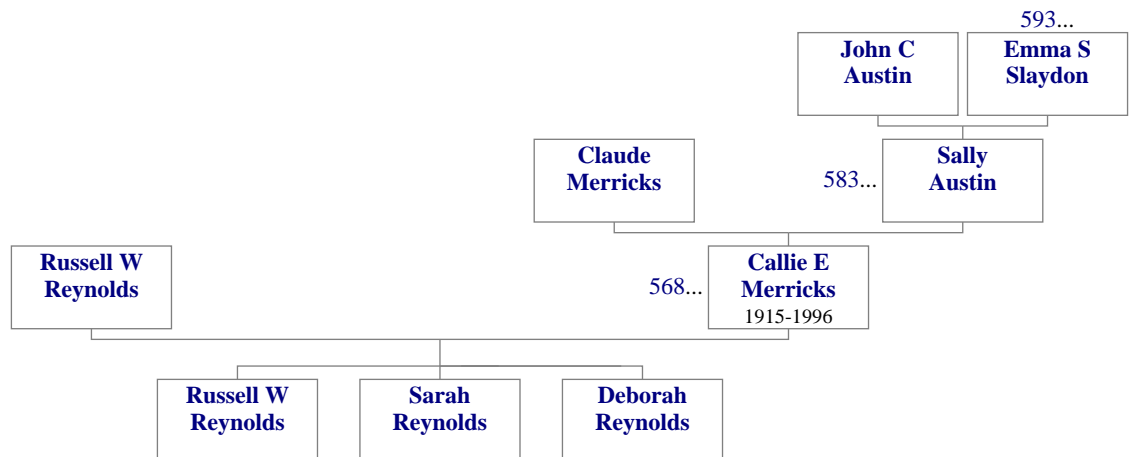 593...
John C
Austin
Emma S
Slaydon
Claude
Merricks
583...
Sally
Austin
Russell W
Reynolds
568...
Callie E
Merricks
1915-1996
Russell W
Reynolds
Sarah
Reynolds
Deborah
Reynolds